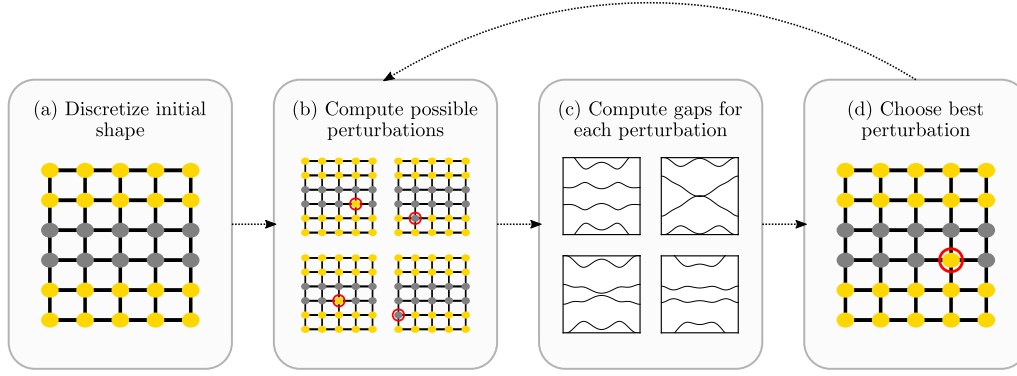 (a) Discretize initial
shape
(b) Compute possible
perturbations
(c) Compute gaps for
each perturbation
(d) Choose best
perturbation